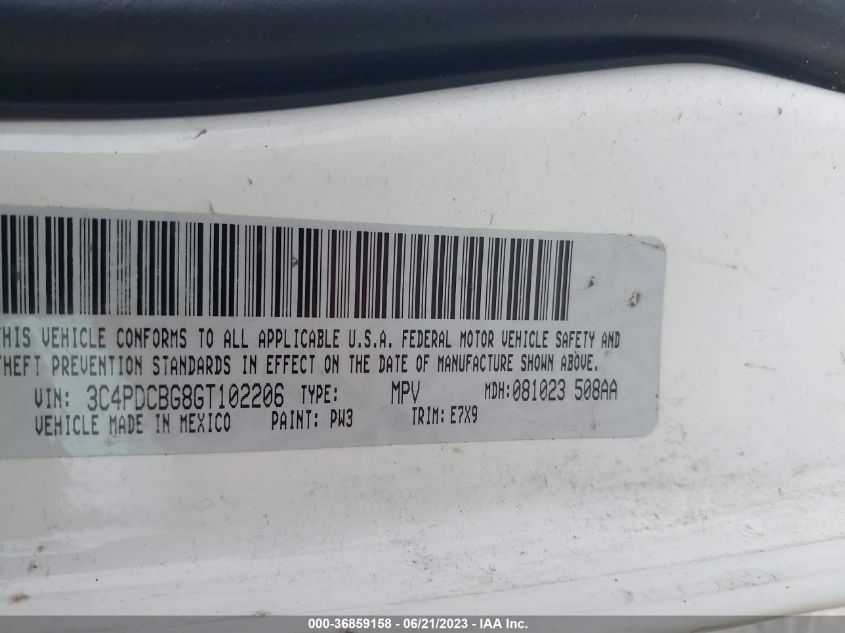 THIS VEHICLE CONFORMS TO ALL APPLICABLE U.S.A. FEDERAL MOTOR VEHICLE SAFETY AND
THEFT PREVENTION STANDARDS IN EFFECT ON THE DATE OF MANUFACTURE SHOWN ABOVE.
VIN: 3C4PDCBG8GT102206 TYPE: MPV MDH:081023 508AA
VEHICLE MADE IN MEXICO PAINT: PW3 TRIM: E7X9
000-36859158 - 06/21/2023 - IAA Inc.